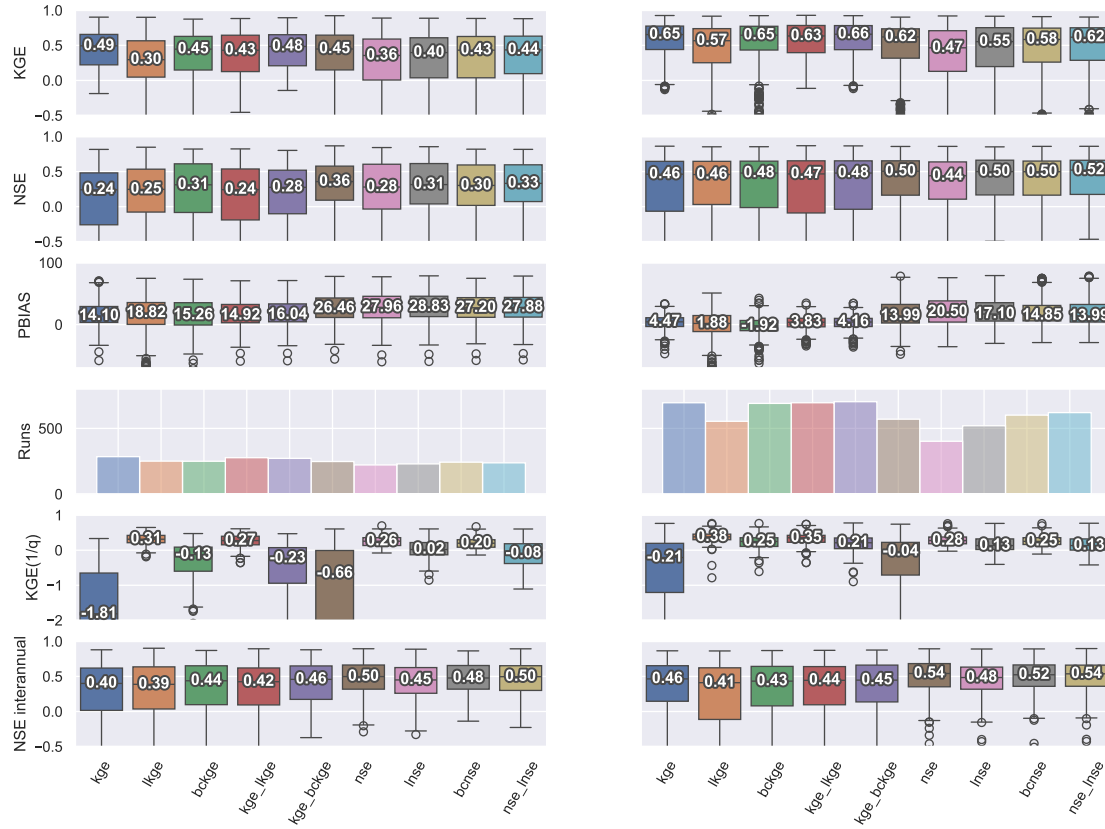 1.0
KGE
0.5
0.0
−0.5
0.49 0.30 0.45 0.43 0.48 0.45 0.36 0.40 0.43 0.44
0.65 0.57 0.65 0.63 0.66 0.62 0.47 0.55 0.58 0.62
1.0
NSE
0.5
0.0
−0.5
0.24 0.25 0.31 0.24 0.28 0.36 0.28 0.31 0.30 0.33
0.46 0.46 0.48 0.47 0.48 0.50 0.44 0.50 0.50 0.52
100
PBIAS
0
14.10 18.82 15.26 14.92 16.04 26.46 27.96 28.83 27.20 27.88
4.47 1.88 -1.92 3.83 4.16 13.99 20.50 17.10 14.85 13.99
Runs
500
0
1
KGE(1/q)
0
−1
−2
-1.81 0.31 -0.13 0.27 -0.23 -0.66 0.26 0.02 0.20 -0.08
-0.21 0.38 0.25 0.35 0.21 -0.04 0.28 0.13 0.25 0.13
1.0
NSE interannual
0.5
0.0
−0.5
0.40 0.39 0.44 0.42 0.46 0.50 0.45 0.48 0.50
0.46 0.41 0.43 0.44 0.45 0.54 0.48 0.52 0.54
kge lkge bckge kge_lkge kge_bckge nse lnse bcnse nse_lnse
kge lkge bckge kge_lkge kge_bckge nse lnse bcnse nse_lnse